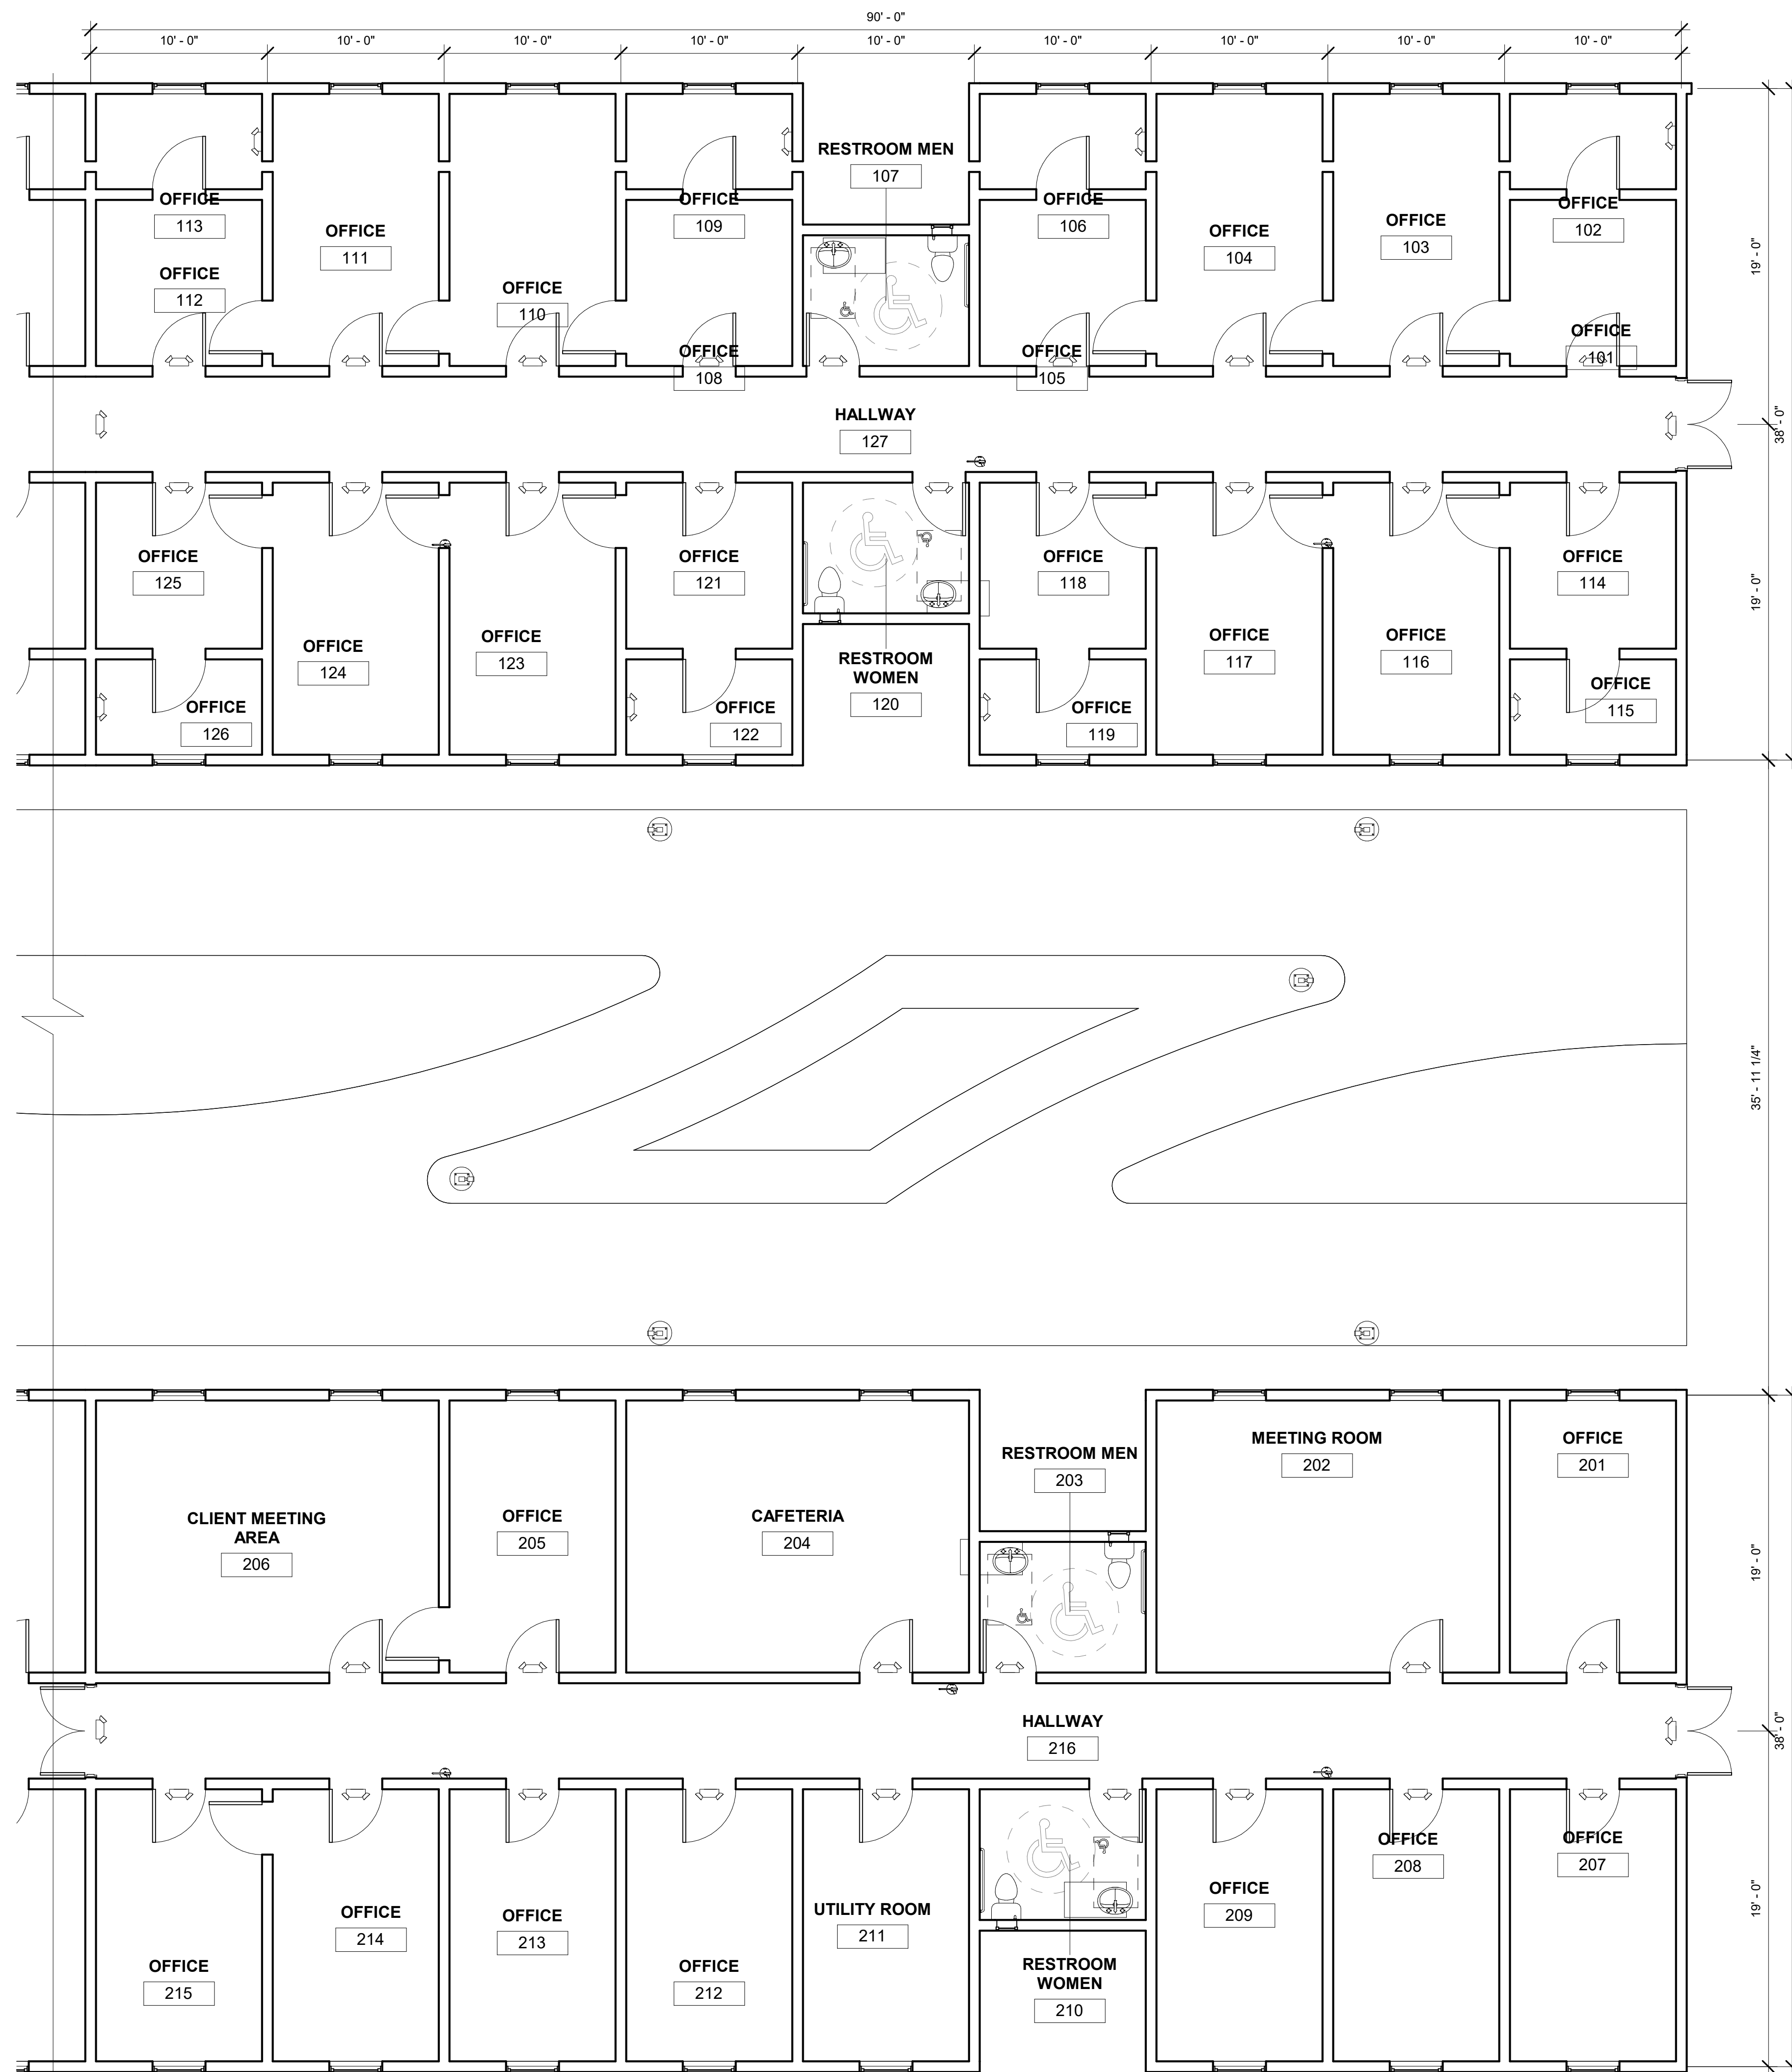 90' - 0"
10' - 0"
10' - 0"
10' - 0"
10' - 0"
10' - 0"
10' - 0"
10' - 0"
10' - 0"
10' - 0"
RESTROOM MEN
107
OFFICE
113
OFFICE
109
OFFICE
106
OFFICE
102
OFFICE
111
OFFICE
104
OFFICE
103
OFFICE
112
OFFICE
110
OFFICE
108
OFFICE
105
OFFICE
101
19' - 0"
HALLWAY
127
38' - 0"
OFFICE
125
OFFICE
121
OFFICE
118
OFFICE
114
19' - 0"
OFFICE
124
OFFICE
123
OFFICE
117
OFFICE
116
RESTROOM
WOMEN
120
OFFICE
126
OFFICE
122
OFFICE
119
OFFICE
115
35' - 11 1/4"
RESTROOM MEN
203
MEETING ROOM
202
OFFICE
201
CLIENT MEETING
AREA
206
OFFICE
205
CAFETERIA
204
19' - 0"
HALLWAY
216
38' - 0"
OFFICE
208
OFFICE
207
OFFICE
209
OFFICE
214
OFFICE
213
UTILITY ROOM
211
19' - 0"
OFFICE
215
OFFICE
212
RESTROOM
WOMEN
210